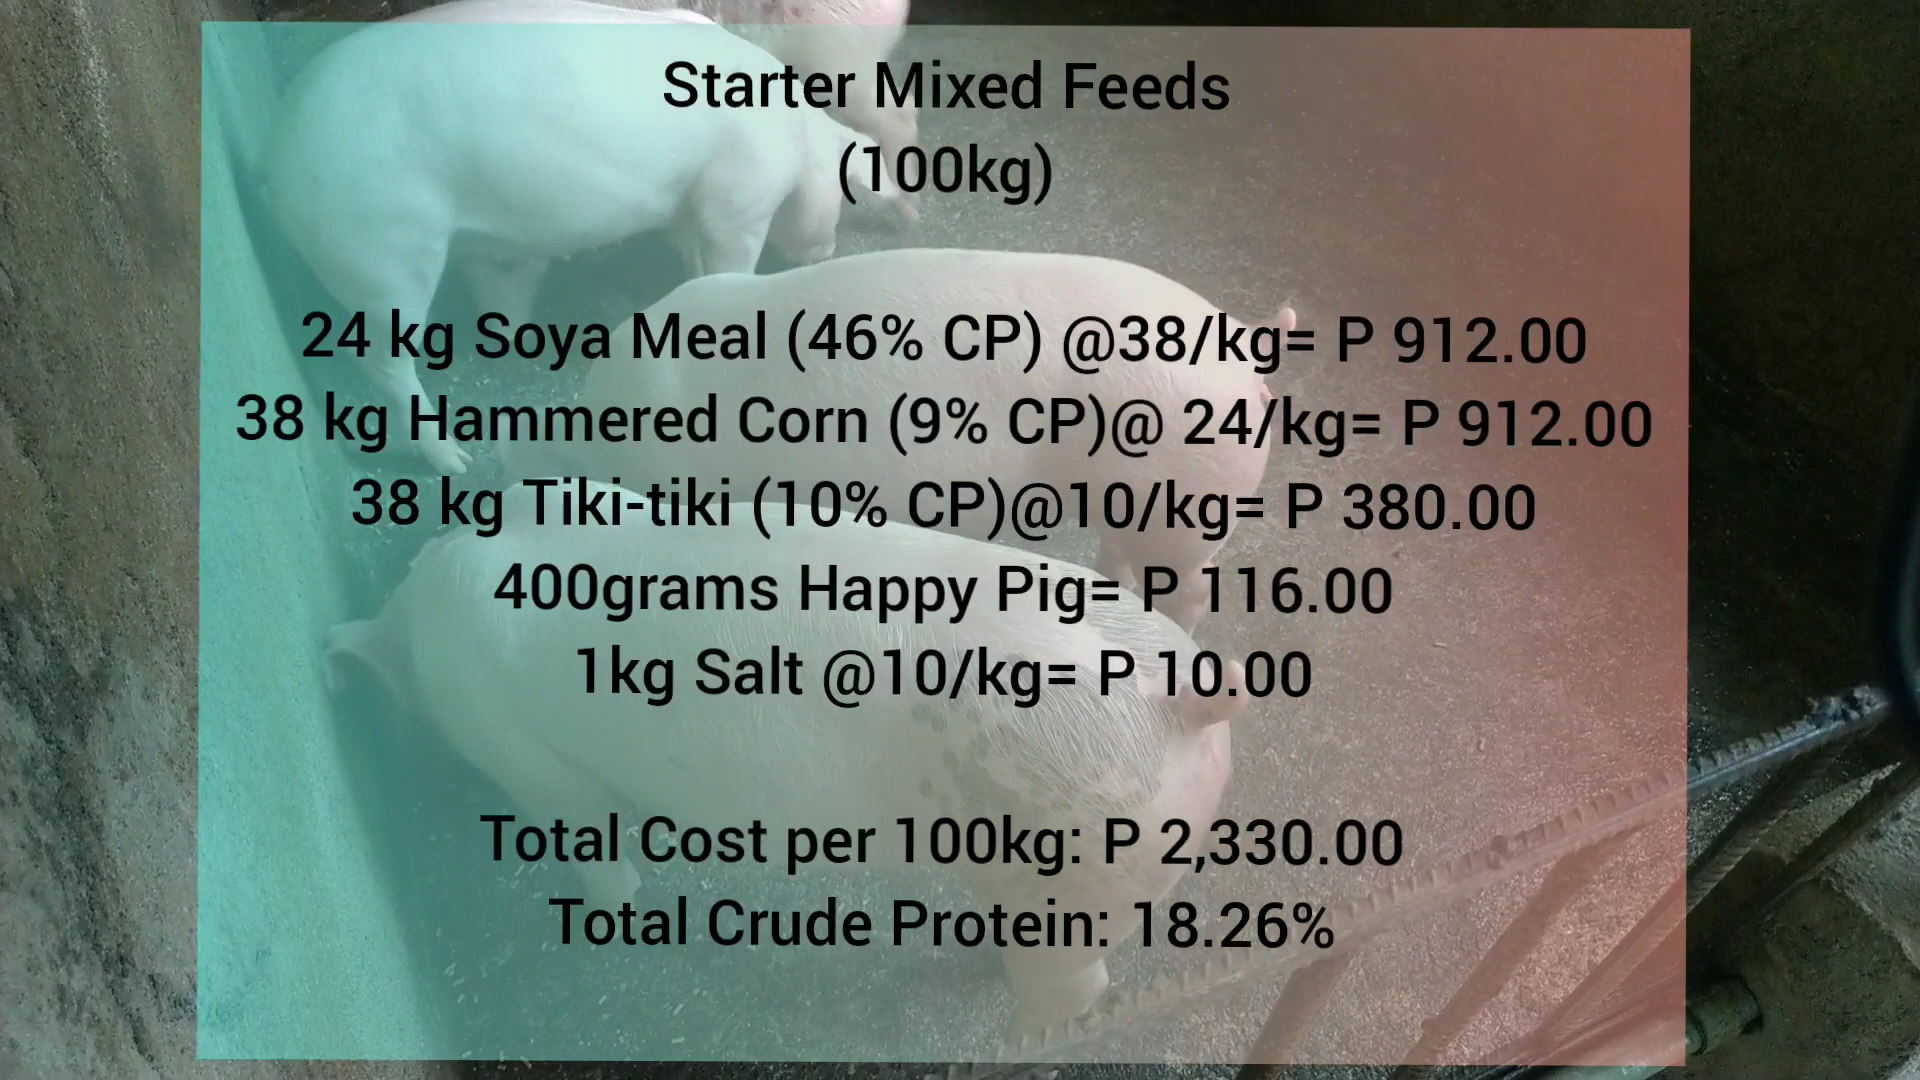 Starter Mixed Feeds
(100kg)
24 kg Soya Meal (46% CP) @38/kg= P 912.00
38 kg Hammered Corn (9% CP)@ 24/kg= P 912.00
38 kg Tiki-tiki (10% CP)@10/kg= P 380.00
400grams Happy Pig= P 116.00
1kg Salt @10/kg= P 10.00
Total Cost per 100kg: P 2,330.00
Total Crude Protein: 18.26%